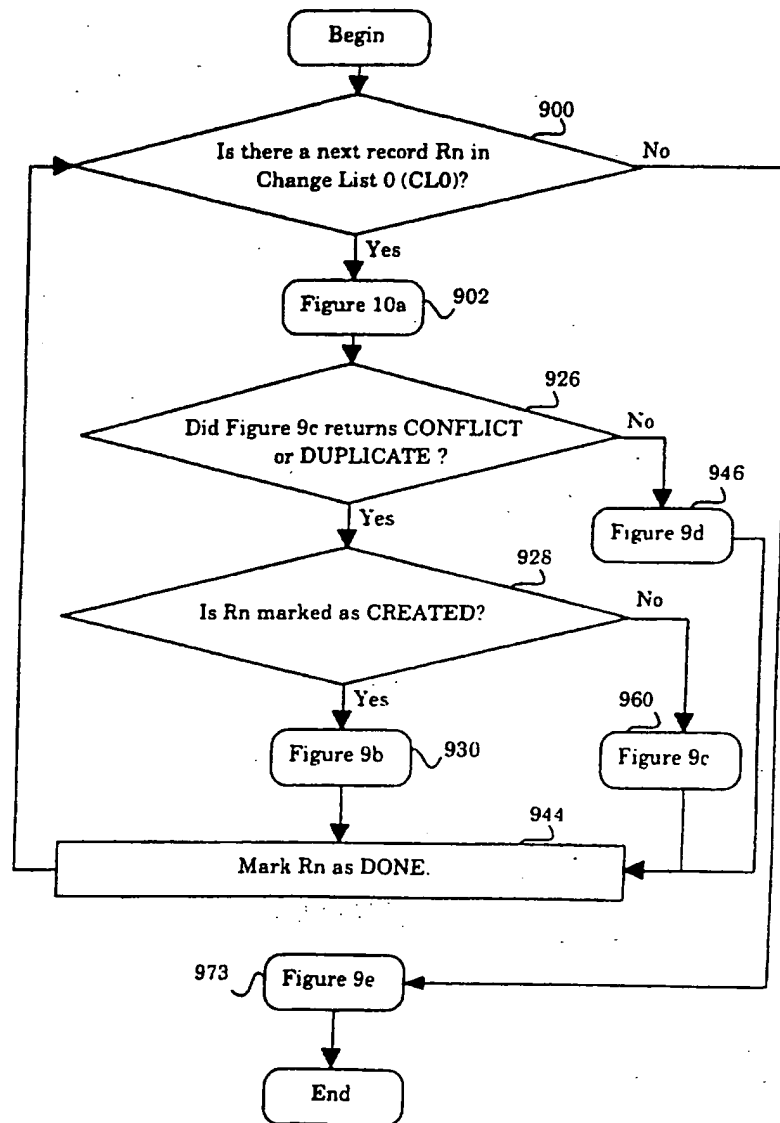 Begin
900
Is there a next record Rn in
Change List 0 (CL0)?
No
Yes
Figure 10a
902
926
Did Figure 9c returns CONFLICT
or DUPLICATE ?
No
946
Yes
Figure 9d
928
Is Rn marked as CREATED?
No
Yes
960
Figure 9b
930
Figure 9c
944
Mark Rn as DONE.
973
Figure 9e
End